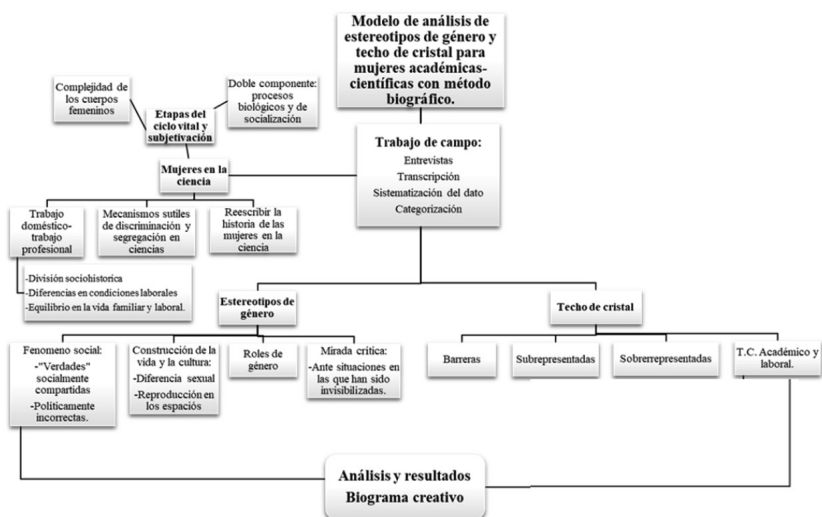 Modelo de análisis de
estereotipos de género y
techo de cristal para
mujeres académicas-
científicas con método
biográfico.
Complejidad de
los cuerpos
femeninos
Doble componente:
procesos
biológicos y de
socialización
Etapas del
ciclo vital y
subjetivación
Mujeres en la
ciencia
Trabajo de campo:
Entrevistas
Transcripción
Sistematización del dato
Categorización
Trabajo
doméstico-
trabajo
profesional
Mecanismos sutiles
de discriminación y
segregación en
ciencias
Reescribir la
historia de las
mujeres en la
ciencia
-División sociohistorica
-Diferencias en condiciones laborales
-Equilibrio en la vida familiar y laboral.
Estereotipos de
género
Techo de cristal
Fenomeno social:
-"Verdades"
socialmente
compartidas
-Politicamente
incorrectas.
Construcción de la
vida y la cultura:
-Diferencia sexual
-Reproducción en
los espaciós
Roles de
género
Mirada critica:
-Ante situaciones en
las que han sido
invisibilizadas.
Barreras
Subrepresentadas
Sobrerrepresentadas
T.C. Académico y
laboral.
Análisis y resultados
Biograma creativo